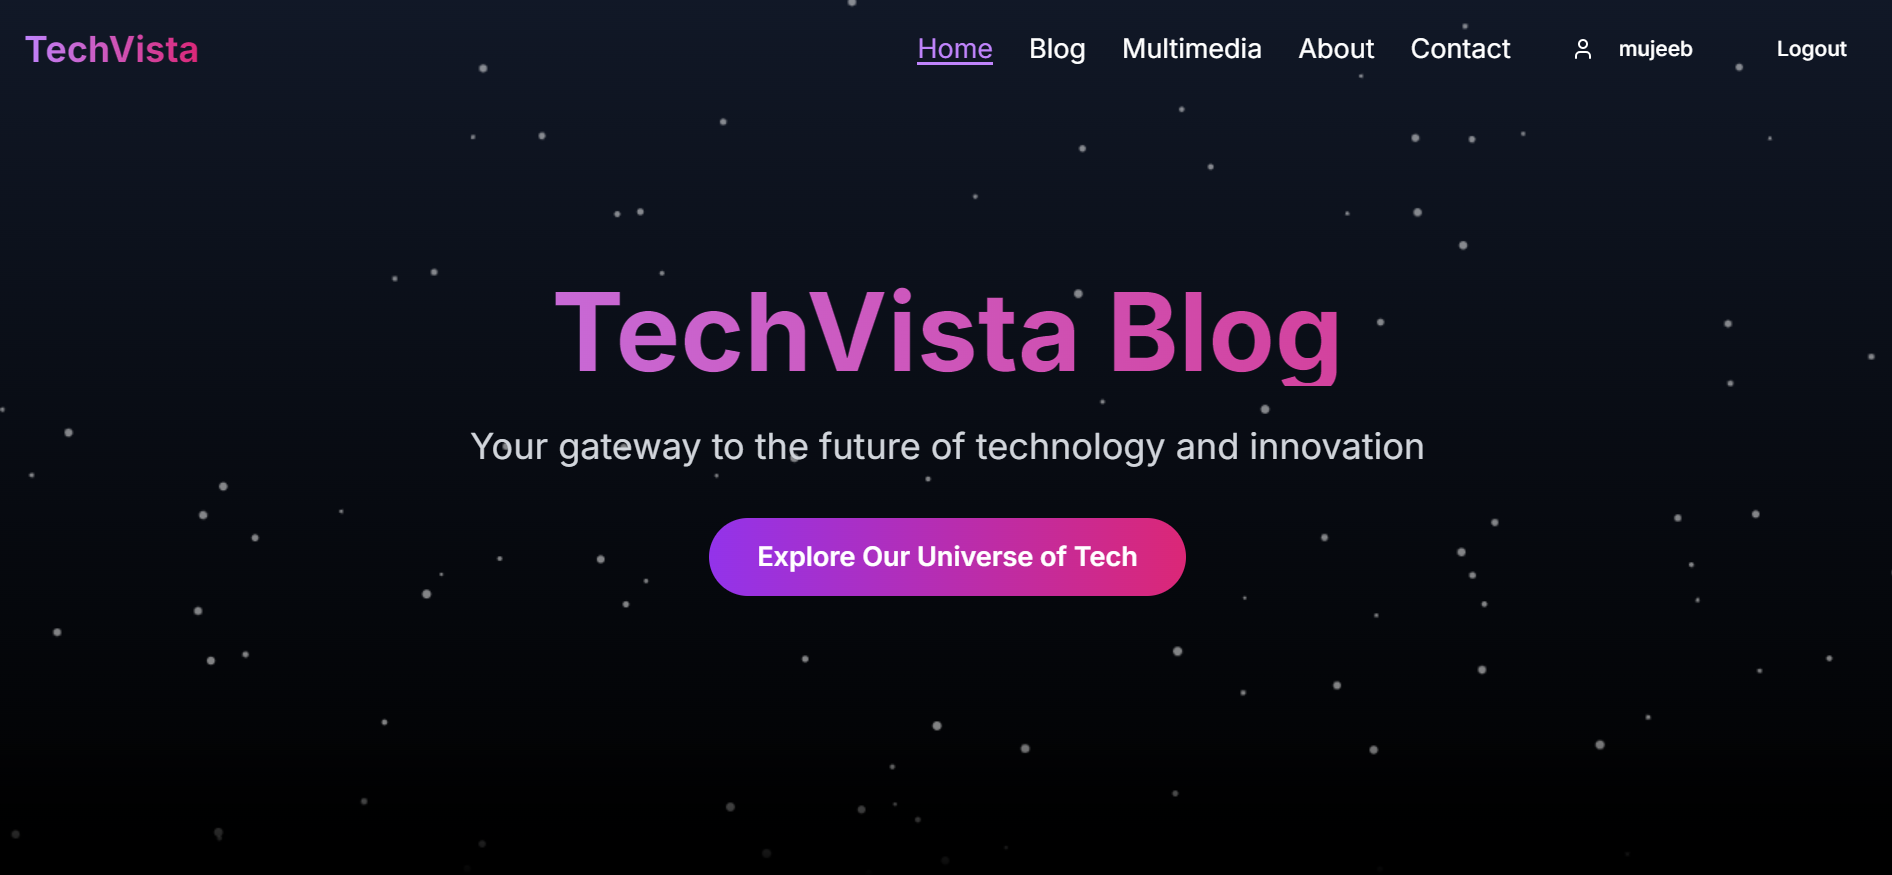 TechVista
Home Blog Multimedia About Contact mujeeb Logout
TechVista Blog
Your gateway to the future of technology and innovation
Explore Our Universe of Tech